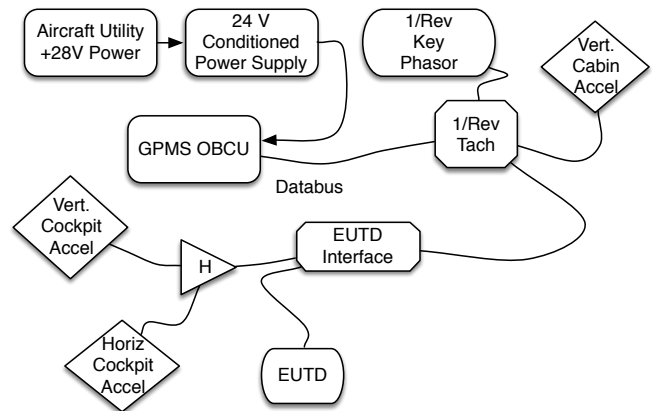 Aircraft Utility
+28V Power
24 V
Conditioned
Power Supply
1/Rev
Key
Phasor
Vert.
Cabin
Accel
GPMS OBCU
1/Rev
Tach
Databus
Vert.
Cockpit
Accel
H
EUTD
Interface
Horiz
Cockpit
Accel
EUTD